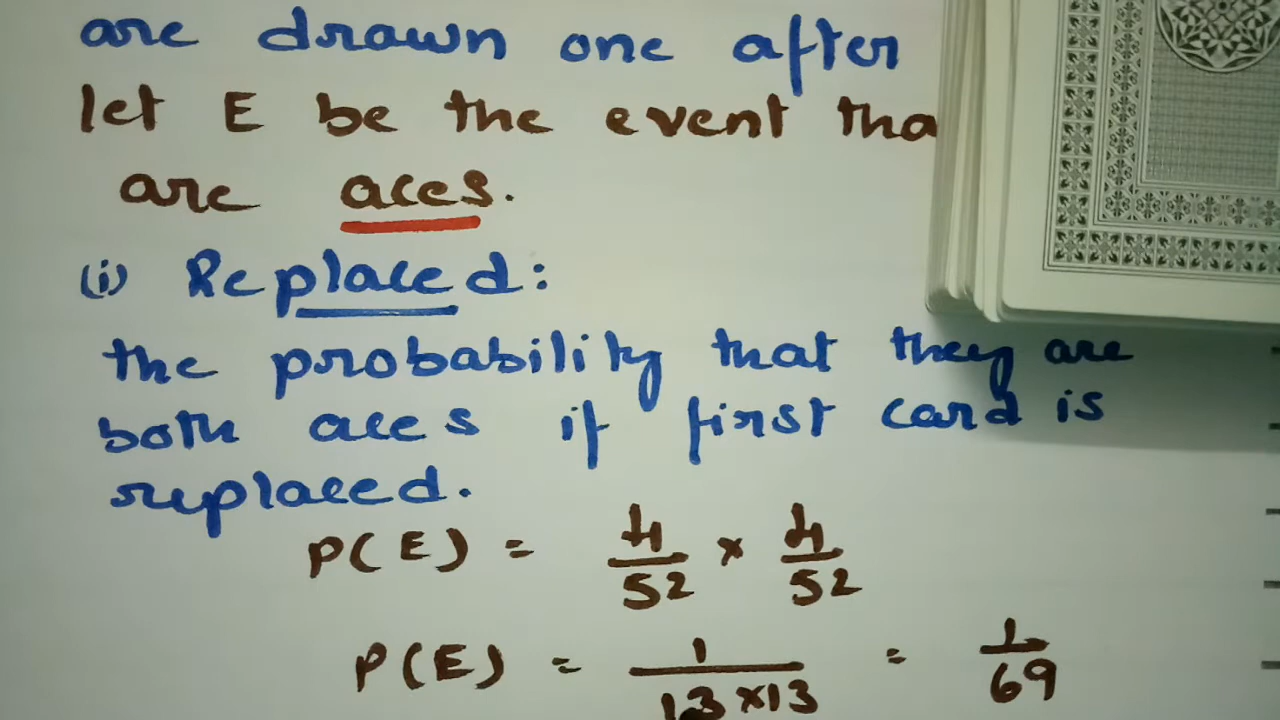 are drawn one after
let E be the event tha
are aces.
(i) Replaced:
the probability that they are
both aces if first card is
replaced.
P(E) = 4/52 × 4/52
P(E) = 1/13×13 = 1/69